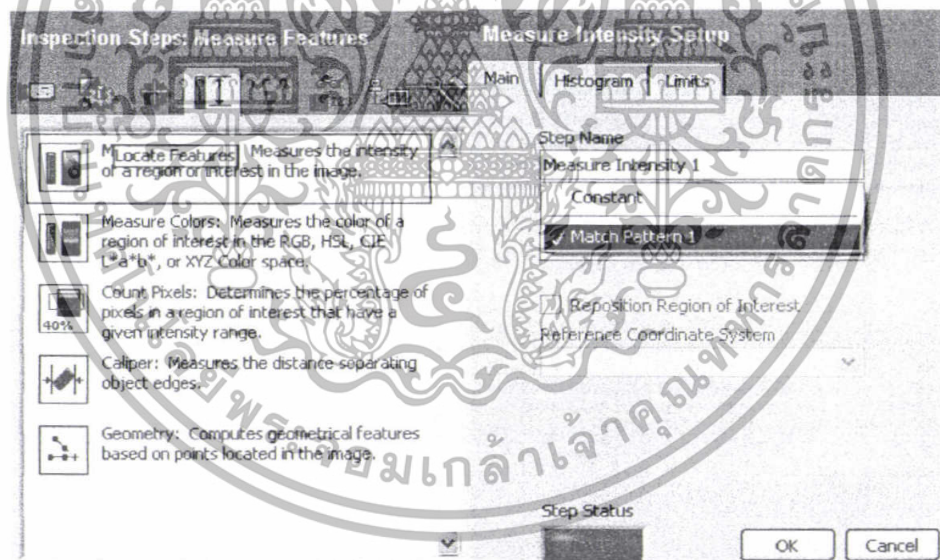 Inspection Steps: Measure Features
Locate Features
Measures the intensity
of a region of interest in the image.
Measure Colors: Measures the color of a
region of interest in the RGB, HSL, CIE
L*a*b*, or XYZ Color space.
40%
Count Pixels: Determines the percentage of
pixels in a region of interest that have a
given intensity range.
Caliper: Measures the distance separating
object edges.
Geometry: Computes geometrical features
based on points located in the image.
Measure Intensity Setup
Main
Histogram
Limits
Step Name
Measure Intensity 1
Constant
Match Pattern 1
Reposition Region of Interest
Reference Coordinate System
Step Status
OK
Cancel